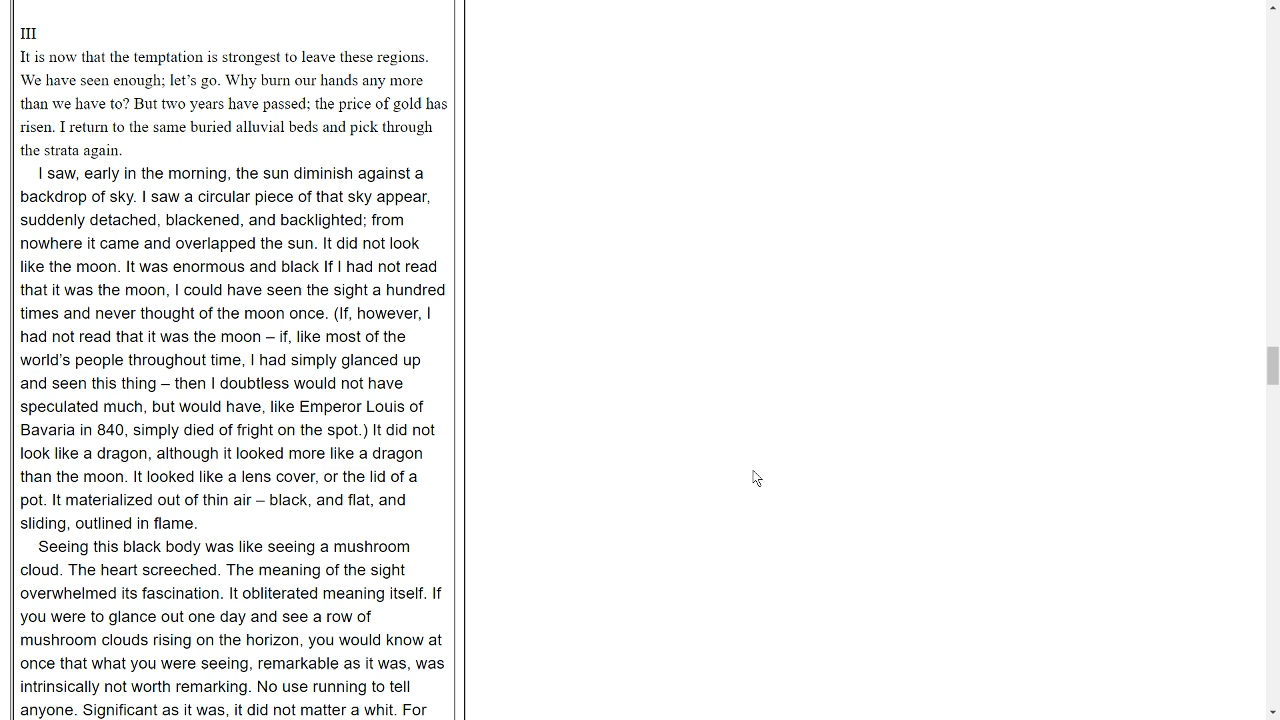 III
It is now that the temptation is strongest to leave these regions.
We have seen enough; let’s go. Why burn our hands any more
than we have to? But two years have passed; the price of gold has
risen. I return to the same buried alluvial beds and pick through
the strata again.
I saw, early in the morning, the sun diminish against a
backdrop of sky. I saw a circular piece of that sky appear,
suddenly detached, blackened, and backlighted; from
nowhere it came and overlapped the sun. It did not look
like the moon. It was enormous and black If I had not read
that it was the moon, I could have seen the sight a hundred
times and never thought of the moon once. (If, however, I
had not read that it was the moon – if, like most of the
world’s people throughout time, I had simply glanced up
and seen this thing – then I doubtless would not have
speculated much, but would have, like Emperor Louis of
Bavaria in 840, simply died of fright on the spot.) It did not
look like a dragon, although it looked more like a dragon
than the moon. It looked like a lens cover, or the lid of a
pot. It materialized out of thin air – black, and flat, and
sliding, outlined in flame.
Seeing this black body was like seeing a mushroom
cloud. The heart screeched. The meaning of the sight
overwhelmed its fascination. It obliterated meaning itself. If
you were to glance out one day and see a row of
mushroom clouds rising on the horizon, you would know at
once that what you were seeing, remarkable as it was, was
intrinsically not worth remarking. No use running to tell
anyone. Significant as it was, it did not matter a whit. For